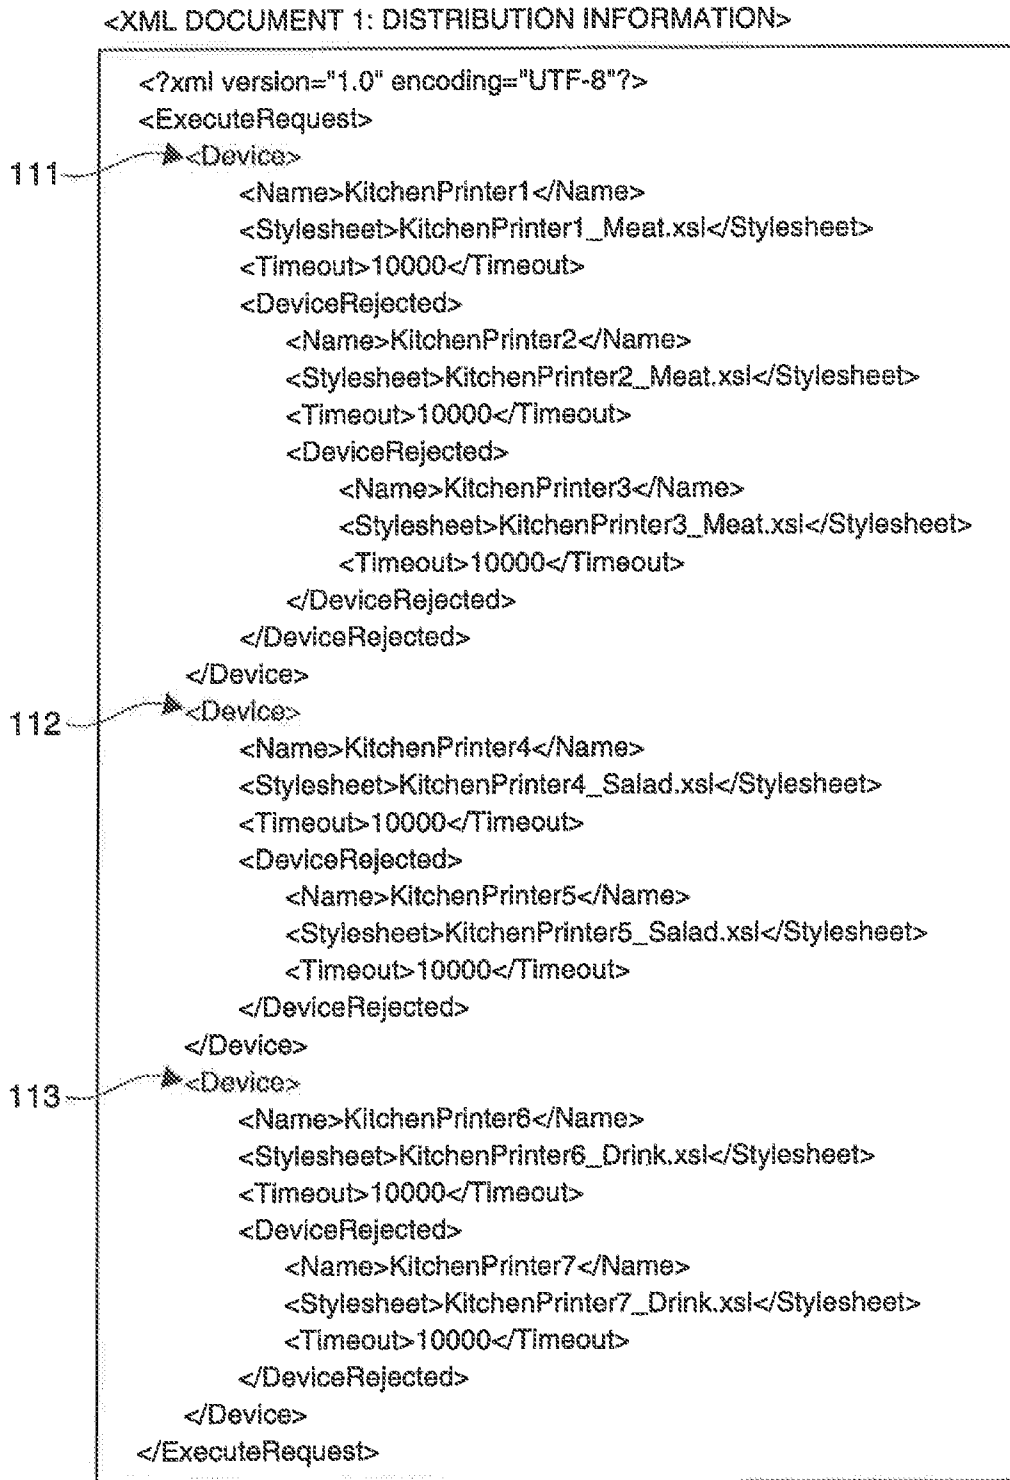 <XML DOCUMENT 1: DISTRIBUTION INFORMATION>
<?xml version="1.0" encoding="UTF-8"?>
<ExecuteRequest>
111 <Device>
<Name>KitchenPrinter1</Name>
<Stylesheet>KitchenPrinter1_Meat.xsl</Stylesheet>
<Timeout>10000</Timeout>
<DeviceRejected>
<Name>KitchenPrinter2</Name>
<Stylesheet>KitchenPrinter2_Meat.xsl</Stylesheet>
<Timeout>10000</Timeout>
<DeviceRejected>
<Name>KitchenPrinter3</Name>
<Stylesheet>KitchenPrinter3_Meat.xsl</Stylesheet>
<Timeout>10000</Timeout>
</DeviceRejected>
</DeviceRejected>
</Device>
112 <Device>
<Name>KitchenPrinter4</Name>
<Stylesheet>KitchenPrinter4_Salad.xsl</Stylesheet>
<Timeout>10000</Timeout>
<DeviceRejected>
<Name>KitchenPrinter5</Name>
<Stylesheet>KitchenPrinter5_Salad.xsl</Stylesheet>
<Timeout>10000</Timeout>
</DeviceRejected>
</Device>
113 <Device>
<Name>KitchenPrinter6</Name>
<Stylesheet>KitchenPrinter6_Drink.xsl</Stylesheet>
<Timeout>10000</Timeout>
<DeviceRejected>
<Name>KitchenPrinter7</Name>
<Stylesheet>KitchenPrinter7_Drink.xsl</Stylesheet>
<Timeout>10000</Timeout>
</DeviceRejected>
</Device>
</ExecuteRequest>